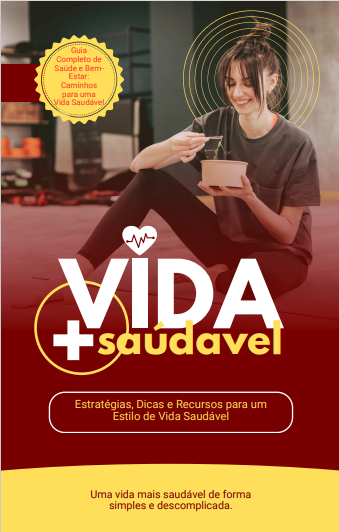 Guia
Completo de
Saúde e Bem-
Estar:
Caminhos
para uma
Vida Saudável
VIDA
+saúdavel
Estratégias, Dicas e Recursos para um
Estilo de Vida Saudável
Uma vida mais saudável de forma
simples e descomplicada.